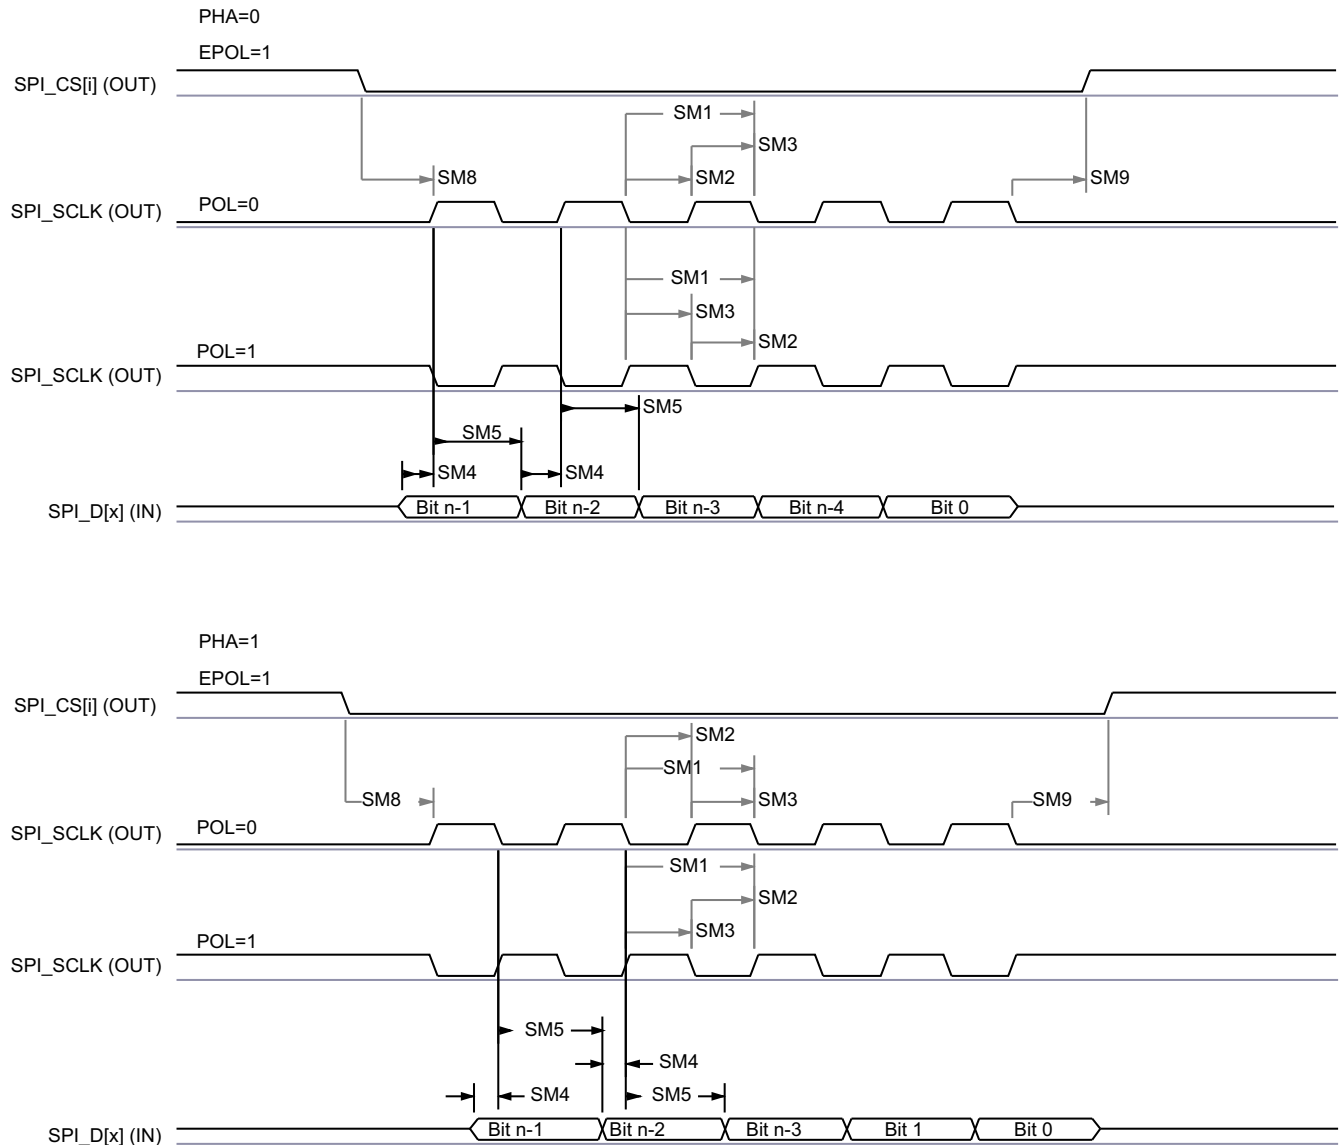 PHA=0
EPOL=1
SPI_CS[i] (OUT)
SM1
SM3
SM8
SM2
SM9
SPI_SCLK (OUT)
POL=0
SM1
SM3
SM2
POL=1
SPI_SCLK (OUT)
SM5
SM5
SM4
SM4
SPI_D[x] (IN)
Bit n-1
Bit n-2
Bit n-3
Bit n-4
Bit 0
PHA=1
EPOL=1
SPI_CS[i] (OUT)
SM2
SM1
SM8
SM3
SM9
SPI_SCLK (OUT)
POL=0
SM1
SM2
SM3
POL=1
SPI_SCLK (OUT)
SM5
SM4
SM4
SM5
SPI_D[x] (IN)
Bit n-1
Bit n-2
Bit n-3
Bit 1
Bit 0